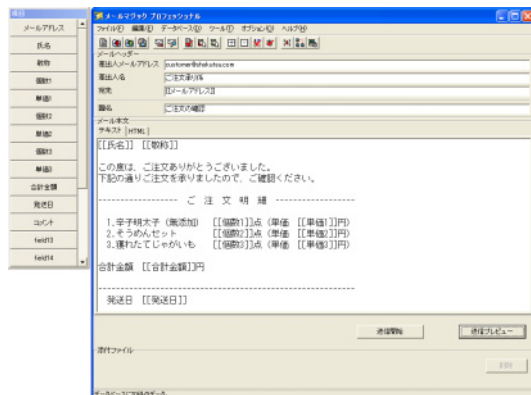 項目
メールアドレス
氏名
敬称
個数1
単価1
個数2
単価2
個数3
単価3
合計金額
発送日
コメント
field13
field14
メールマジック プロフェッショナル
ファイル(F) 編集(E) データベース(D) ツール(T) オプション(O) ヘルプ(H)
メールヘッダー
差出人メールアドレス customer@shokutsu.com
差出人名 ご注文承り係
宛先 [[メールアドレス]]
題名 ご注文の確認
メール本文
テキスト HTML
[[氏名]] [[敬称]]
この度は、ご注文ありがとうございました。
下記の通りご注文を承りましたので、ご確認ください。
------------------ ご 注 文 明 細 ------------------
1.辛子明太子（無添加） [[個数1]]点（単価 [[単価1]]円）
2.そうめんセット [[個数2]]点（単価 [[単価2]]円）
3.獲れたてじゃがいも [[個数3]]点（単価 [[単価3]]円）
合計金額 [[合計金額]]円
------------------------------------------------------
発送日 [[発送日]]
送信開始 送信プレビュー
添付ファイル
削除